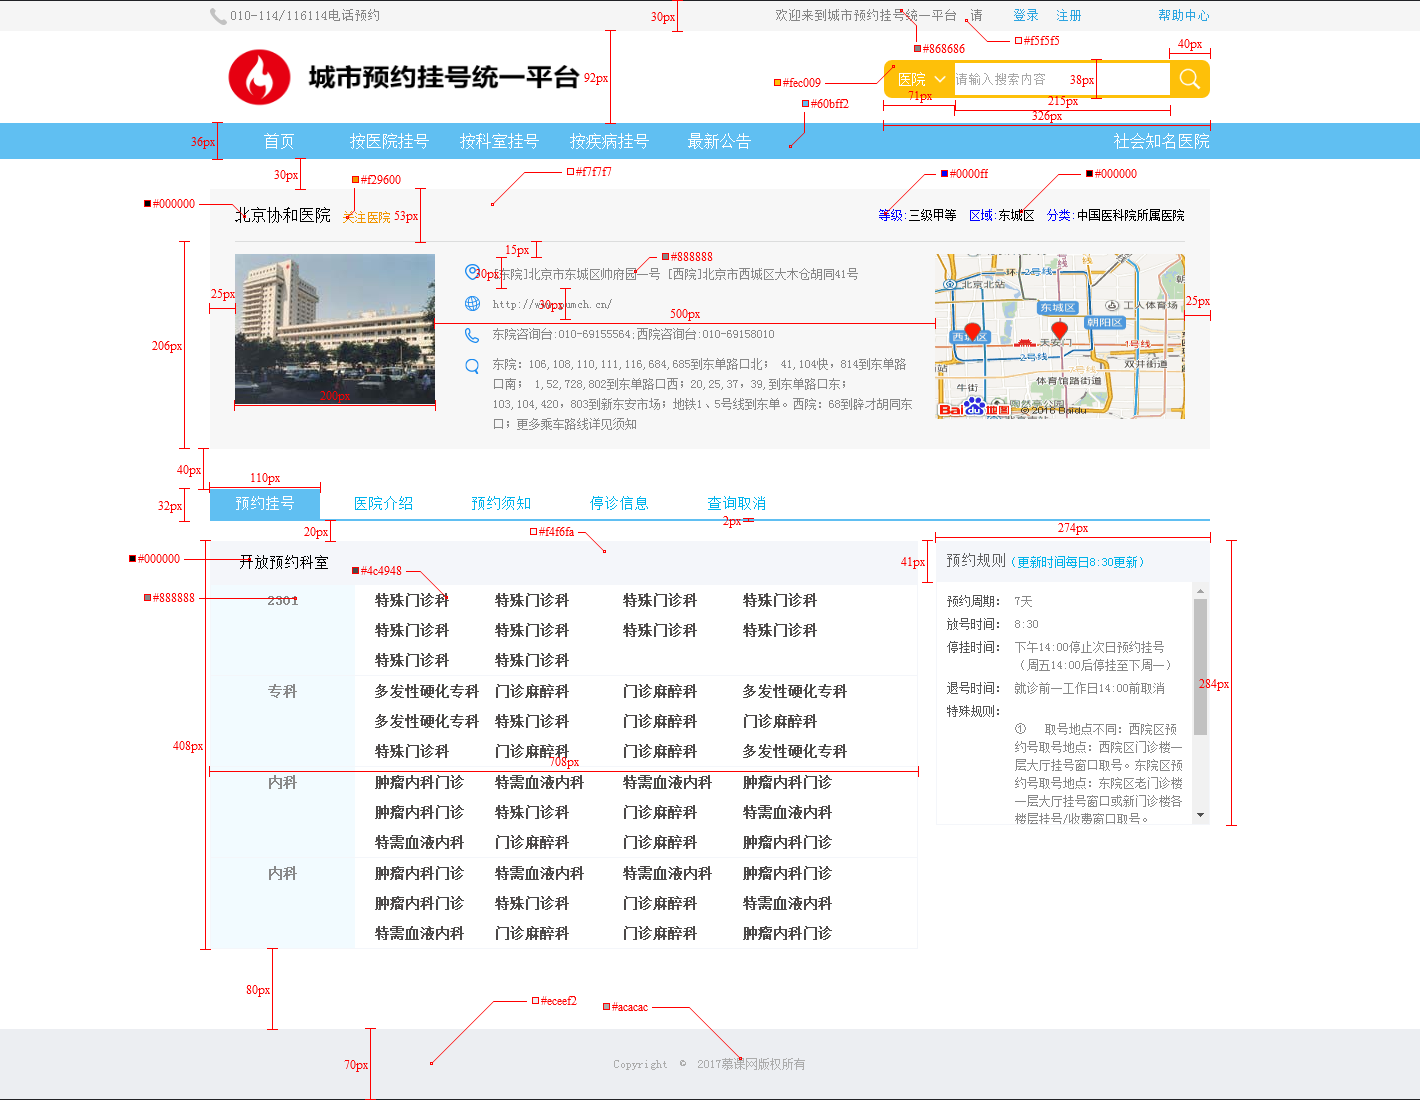 010-114/116114电话预约
30px
欢迎来到城市预约挂号统一平台 请 登录 注册 帮助中心
#868686
#f5f5f5
40px
城市预约挂号统一平台
92px
#fec009
医院
请输入搜索内容
38px
71px
215px
#60bff2
326px
36px
首页 按医院挂号 按科室挂号 按疾病挂号 最新公告 社会知名医院
30px
#f29600
#f7f7f7
#0000ff
#000000
#000000
北京协和医院 关注医院
53px
等级:三级甲等 区域:东城区 分类:中国医科院所属医院
15px
#888888
30px
[东院]北京市东城区帅府园一号 [西院]北京市西城区大木仓胡同41号
25px
http://www.pumch.cn/
30px
500px
25px
东院咨询台:010-69155564;西院咨询台:010-69158010
206px
东院: 106,108,110,111,116,684,685到东单路口北; 41,104快, 814到东单路
口南; 1,52,728,802到东单路口西; 20,25,37, 39,到东单路口东;
103,104,420, 803到新东安市场; 地铁1、5号线到东单。西院: 68到辟才胡同东
口; 更多乘车路线详见须知
200px
二环
2号线
北京北站
东城区
工人体育场
朝阳区
西城区
天安门
1号线
2号线
双井街道
站
体育馆路街道
牛街
陶然亭公园
Bai du 地图
© 2016 Baidu
40px
110px
32px
预约挂号 医院介绍 预约须知 停诊信息 查询取消
2px
20px
#f4f6fa
274px
#000000
开放预约科室
41px
预约规则 (更新时间每日8:30更新)
#4c4948
#888888
2301 特殊门诊科 特殊门诊科 特殊门诊科 特殊门诊科
特殊门诊科 特殊门诊科 特殊门诊科 特殊门诊科
特殊门诊科 特殊门诊科
专科 多发性硬化专科 门诊麻醉科 门诊麻醉科 多发性硬化专科
多发性硬化专科 特殊门诊科 门诊麻醉科 门诊麻醉科
特殊门诊科 门诊麻醉科 门诊麻醉科 多发性硬化专科
408px
708px
内科 肿瘤内科门诊 特需血液内科 特需血液内科 肿瘤内科门诊
肿瘤内科门诊 特殊门诊科 门诊麻醉科 特需血液内科
特需血液内科 门诊麻醉科 门诊麻醉科 肿瘤内科门诊
内科 肿瘤内科门诊 特需血液内科 特需血液内科 肿瘤内科门诊
肿瘤内科门诊 特殊门诊科 门诊麻醉科 特需血液内科
特需血液内科 门诊麻醉科 门诊麻醉科 肿瘤内科门诊
预约周期: 7天
放号时间: 8:30
停挂时间: 下午14:00停止次日预约挂号
(周五14:00后停挂至下周一)
退号时间: 就诊前一工作日14:00前取消
284px
特殊规则:
① 取号地点不同: 西院区预
约号取号地点: 西院区门诊楼一
层大厅挂号窗口取号。东院区预
约号取号地点: 东院区老门诊楼
一层大厅挂号窗口或新门诊楼各
楼层挂号/收费窗口取号。
80px
#eceef2
#acacac
70px
Copyright © 2017慕课网版权所有